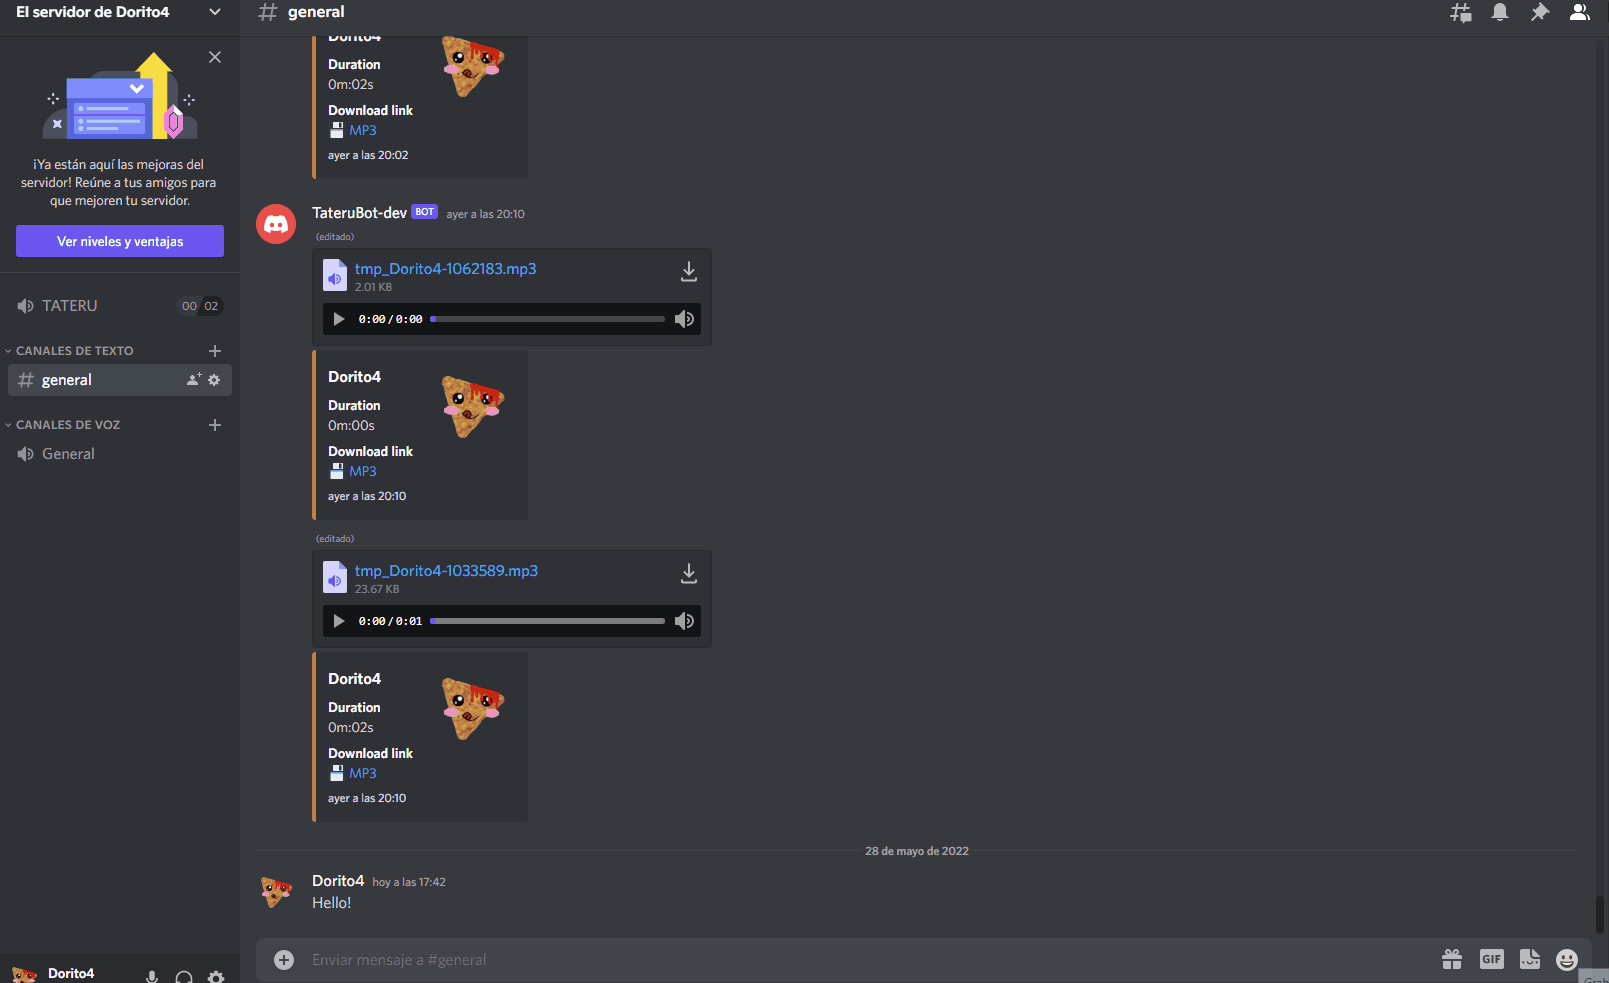 El servidor de Dorito4
¡Ya están aquí las mejoras del
servidor! Reúne a tus amigos para
que mejoren tu servidor.
Ver niveles y ventajas
TATERU 00 02
CANALES DE TEXTO
general
CANALES DE VOZ
General
Dorito4
general
Dorito4
Duration
0m:02s
Download link
MP3
ayer a las 20:02
TateruBot-dev BOT ayer a las 20:10
(editado)
tmp_Dorito4-1062183.mp3
2.01 KB
0:00/0:00
Dorito4
Duration
0m:00s
Download link
MP3
ayer a las 20:10
(editado)
tmp_Dorito4-1033589.mp3
23.67 KB
0:00/0:01
Dorito4
Duration
0m:02s
Download link
MP3
ayer a las 20:10
28 de mayo de 2022
Dorito4 hoy a las 17:42
Hello!
Enviar mensaje a #general
GIF